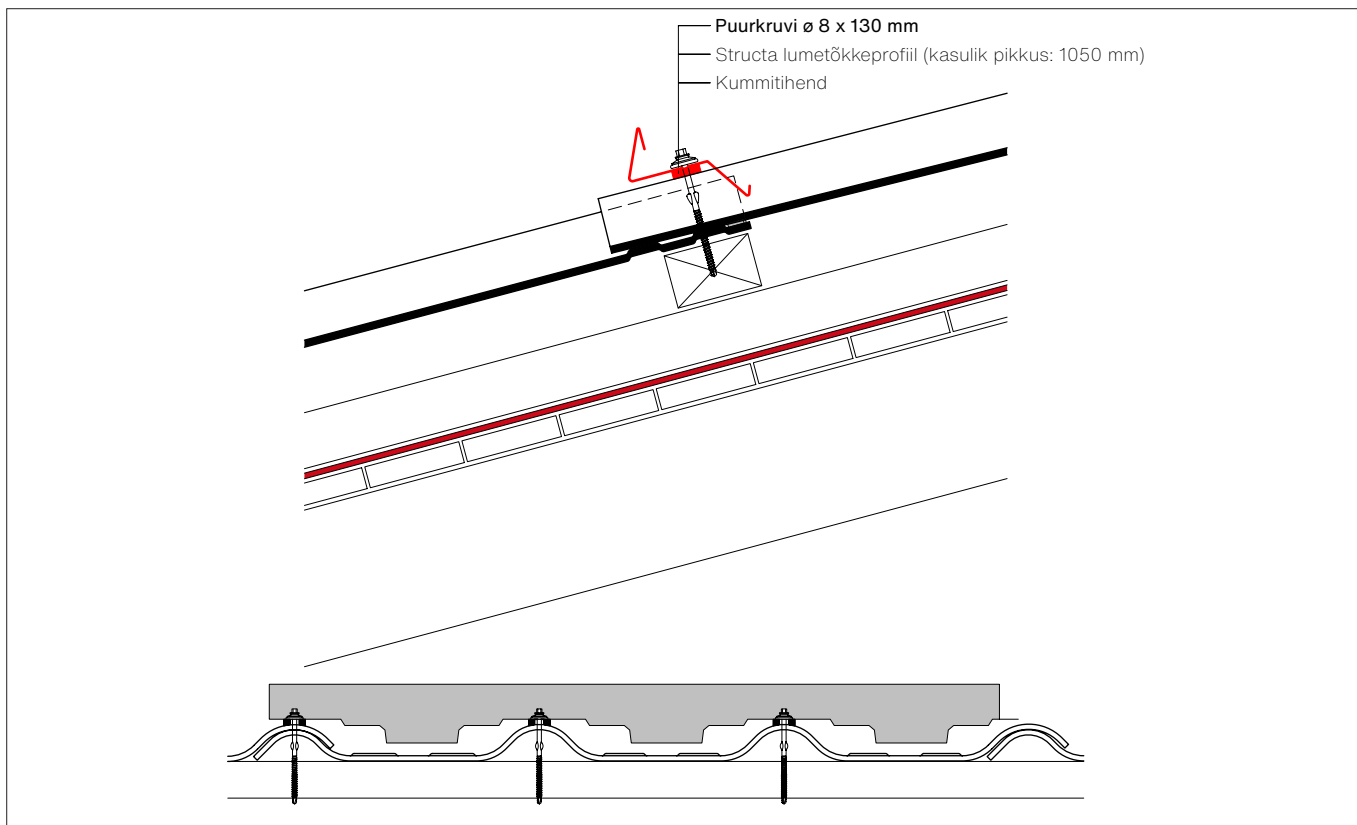 Puurkruvi ø 8 x 130 mm
Structa lumetõkkeprofiil (kasulik pikkus: 1050 mm)
Kummitihend